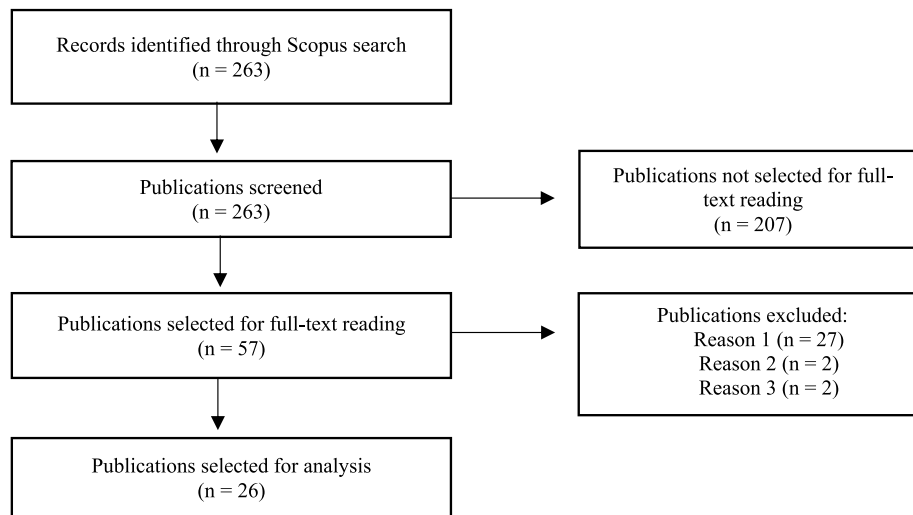 Records identified through Scopus search
(n = 263)
Publications screened
(n = 263)
Publications not selected for full-
text reading
(n = 207)
Publications selected for full-text reading
(n = 57)
Publications excluded:
Reason 1 (n = 27)
Reason 2 (n = 2)
Reason 3 (n = 2)
Publications selected for analysis
(n = 26)